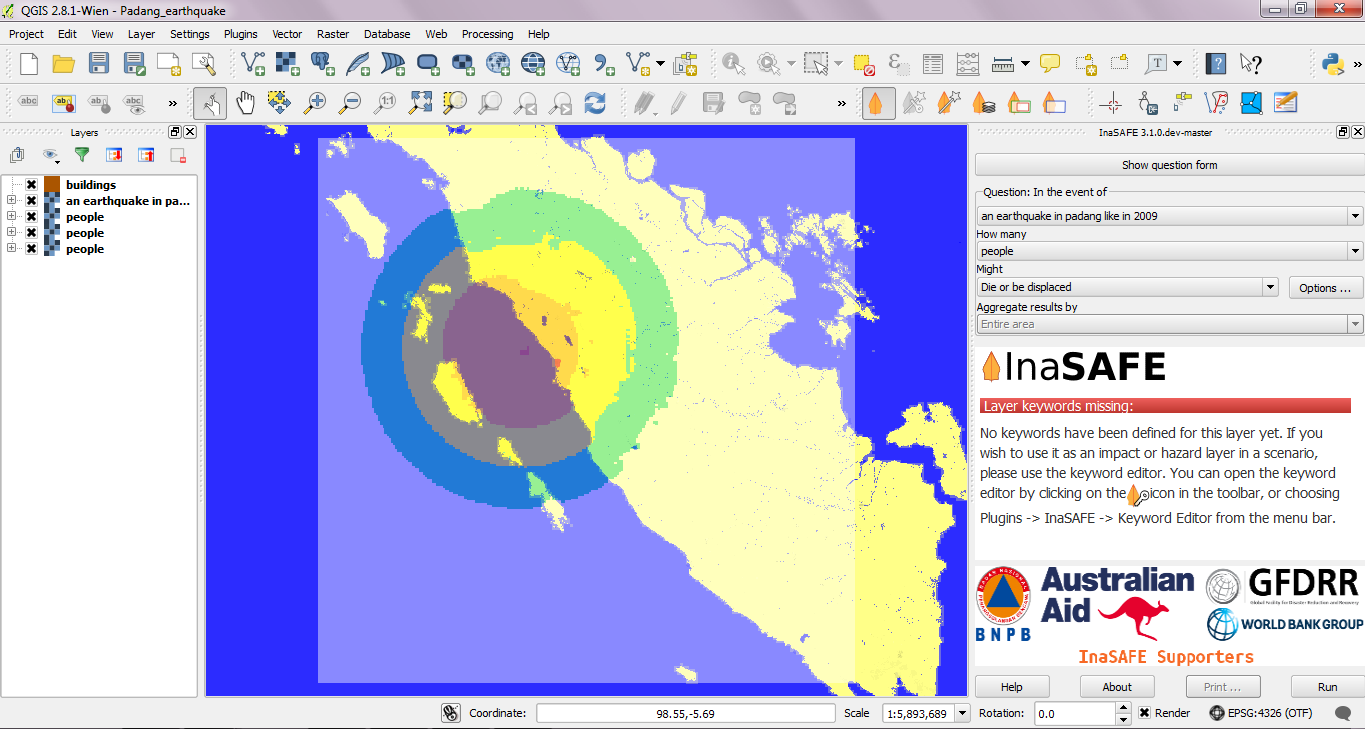 QGIS 2.8.1-Wien - Padang_earthquake
Project Edit View Layer Settings Plugins Vector Raster Database Web Processing Help
abc ab abc
1:1
T
?
Layers
InaSAFE 3.1.0.dev-master
buildings
an earthquake in pa...
people
people
people
Show question form
Question: In the event of
an earthquake in padang like in 2009
How many
people
Might
Die or be displaced
Options ...
Aggregate results by
Entire area
InaSAFE
Layer keywords missing:
No keywords have been defined for this layer yet. If you
wish to use it as an impact or hazard layer in a scenario,
please use the keyword editor. You can open the keyword
editor by clicking on the icon in the toolbar, or choosing
Plugins -> InaSAFE -> Keyword Editor from the menu bar.
BNPB
Australian
Aid
GFDRR
Global Facility for Disaster Reduction and Recovery
WORLD BANK GROUP
InaSAFE Supporters
Help About Print ... Run
Coordinate: 98.55,-5.69 Scale 1:5,893,689 Rotation: 0.0 Render EPSG:4326 (OTF)